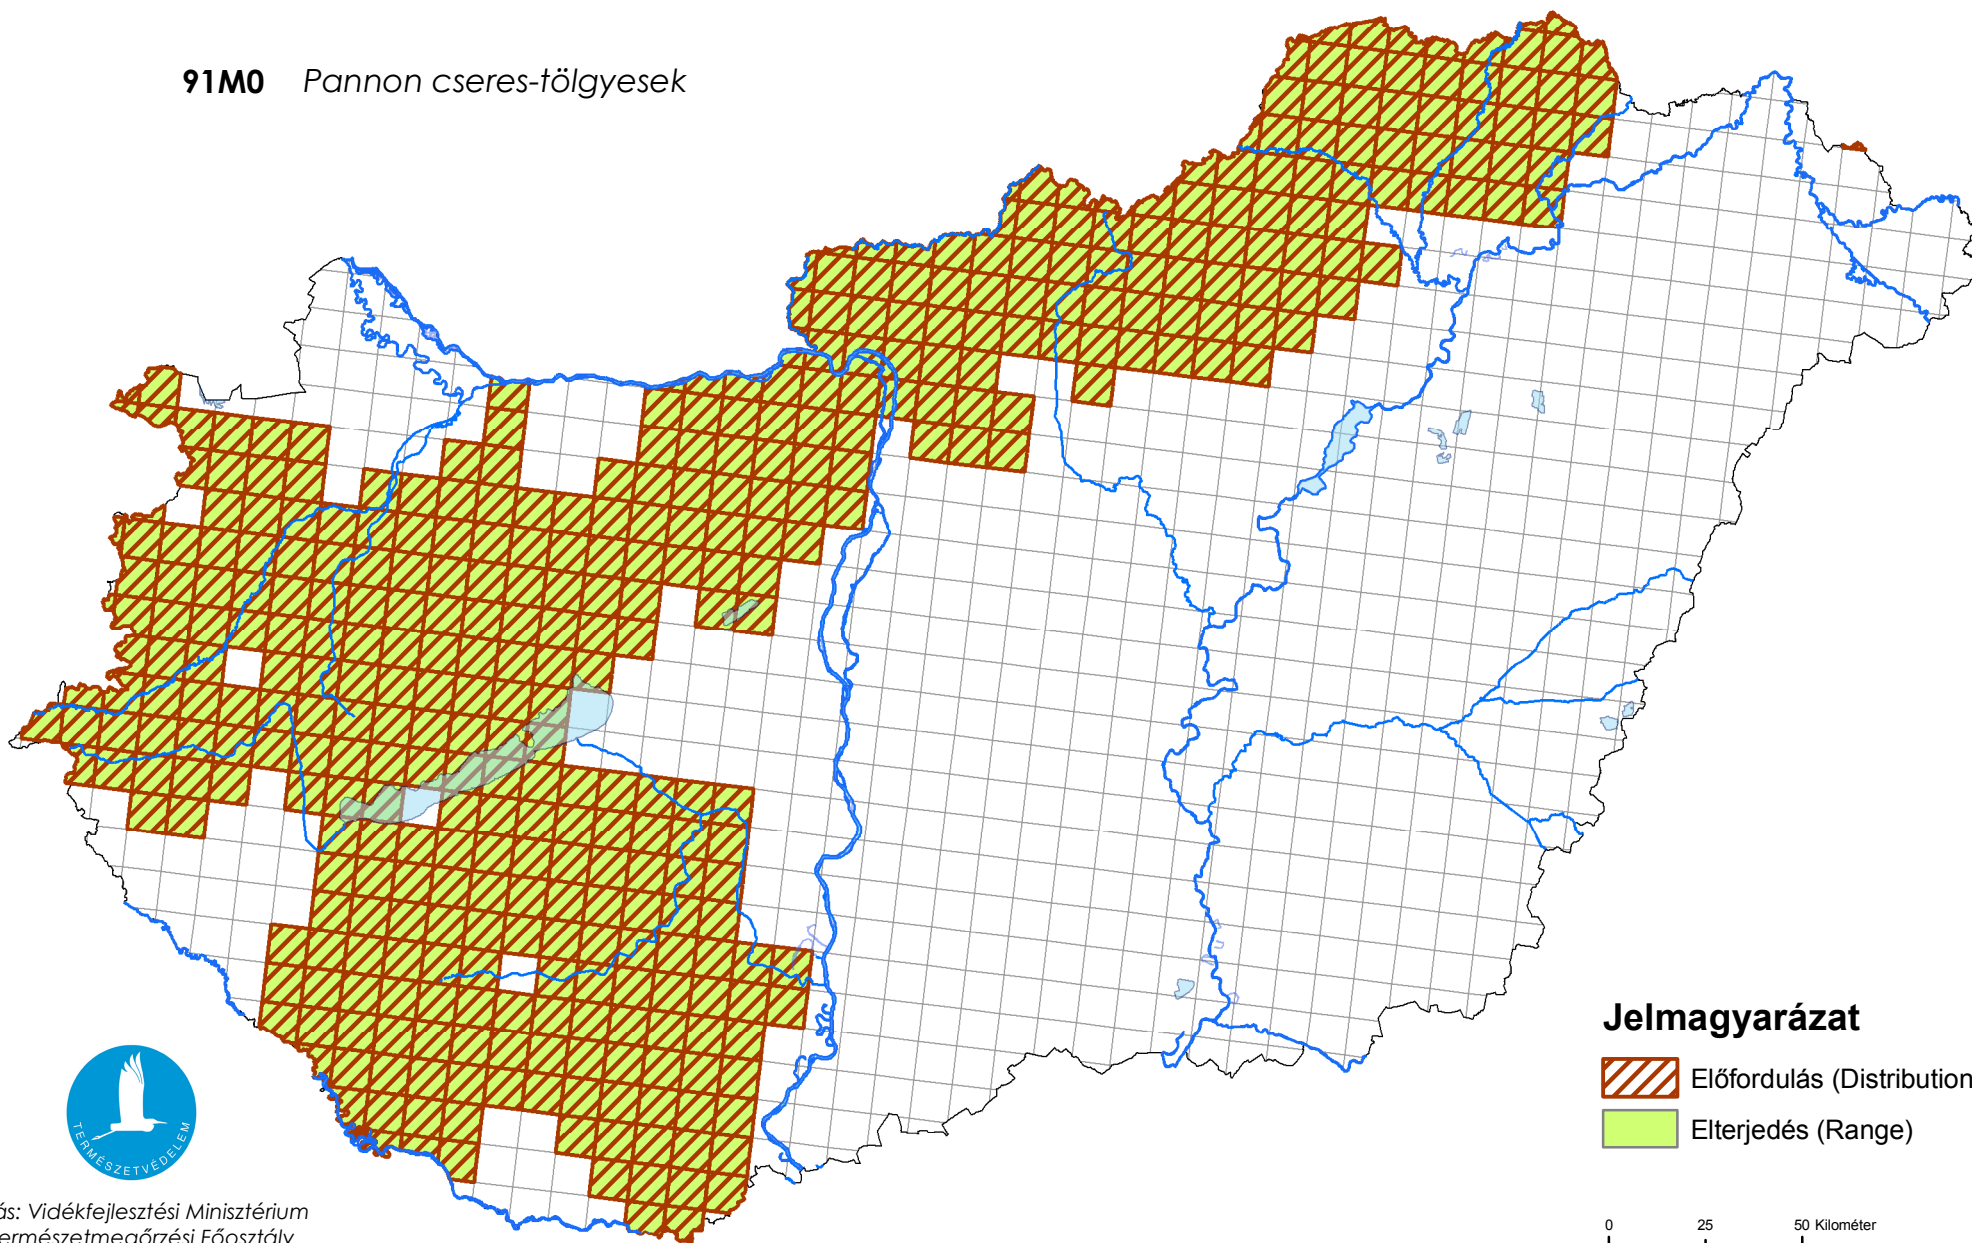 91M0 Pannon cseres-tölgyesek
Jelmagyarázat
Előfordulás (Distribution
Elterjedés (Range)
TERMÉSZETVÉDELEM
ás: Vidékfejlesztési Minisztérium
ermészetmegőrzési Főosztály
0 25 50 Kilométer